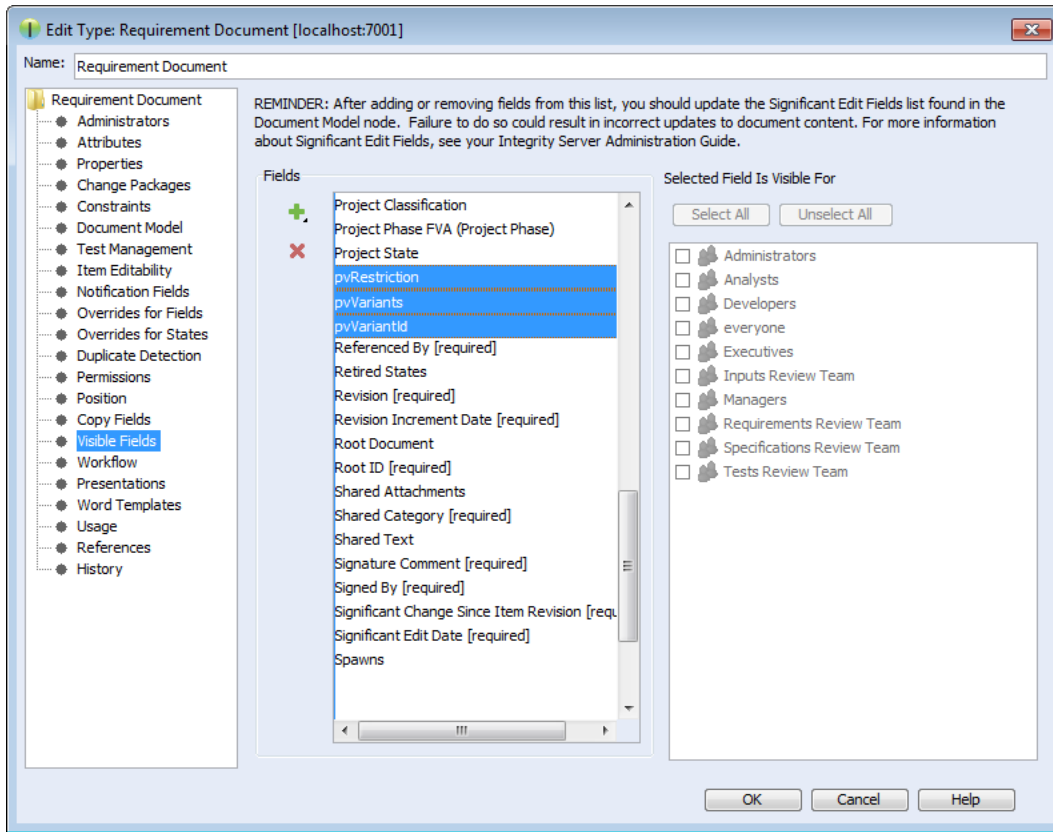 Edit Type: Requirement Document [localhost:7001]
Name: Requirement Document
Requirement Document
Administrators
Attributes
Properties
Change Packages
Constraints
Document Model
Test Management
Item Editability
Notification Fields
Overrides for Fields
Overrides for States
Duplicate Detection
Permissions
Position
Copy Fields
Visible Fields
Workflow
Presentations
Word Templates
Usage
References
History
REMINDER: After adding or removing fields from this list, you should update the Significant Edit Fields list found in the
Document Model node. Failure to do so could result in incorrect updates to document content. For more information
about Significant Edit Fields, see your Integrity Server Administration Guide.
Fields
Project Classification
Project Phase FVA (Project Phase)
Project State
pvRestriction
pvVariants
pvVariantId
Referenced By [required]
Retired States
Revision [required]
Revision Increment Date [required]
Root Document
Root ID [required]
Shared Attachments
Shared Category [required]
Shared Text
Signature Comment [required]
Signed By [required]
Significant Change Since Item Revision [requ
Significant Edit Date [required]
Spawns
Selected Field Is Visible For
Select All Unselect All
Administrators
Analysts
Developers
everyone
Executives
Inputs Review Team
Managers
Requirements Review Team
Specifications Review Team
Tests Review Team
OK Cancel Help